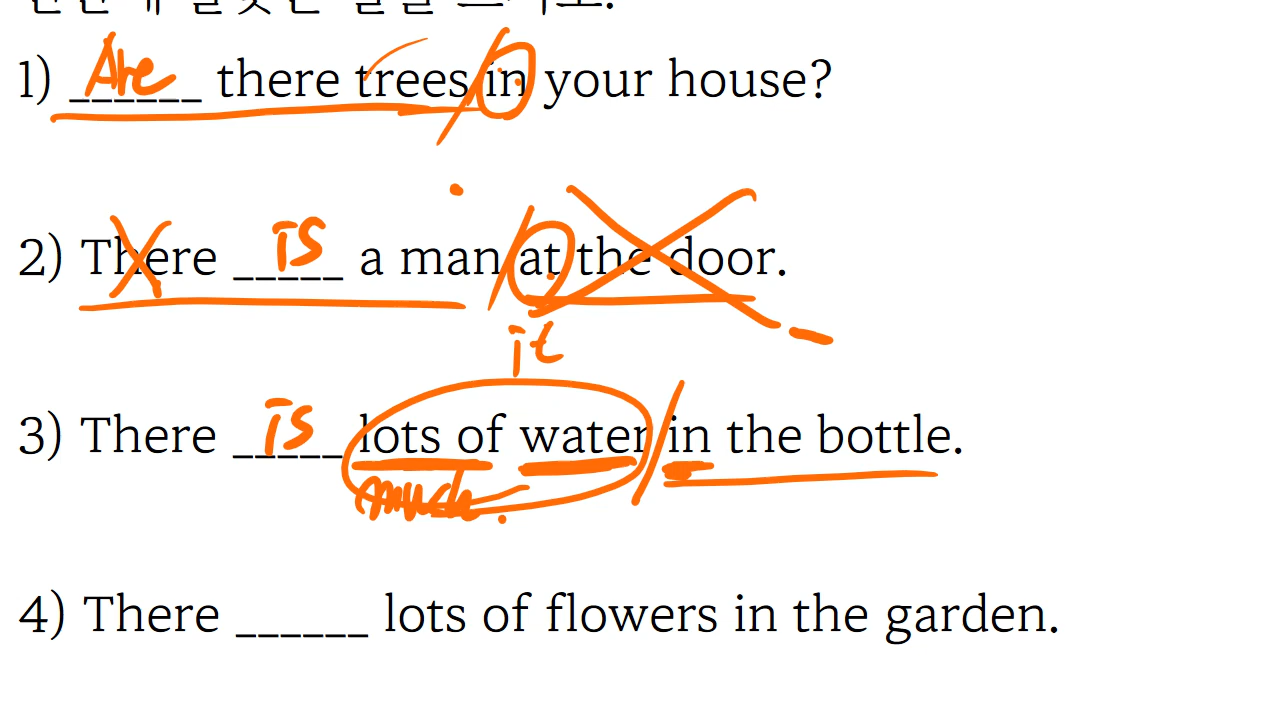 1) Are there trees in your house?
2) There is a man at the door.
it
3) There is lots of water in the bottle.
much
4) There ______ lots of flowers in the garden.